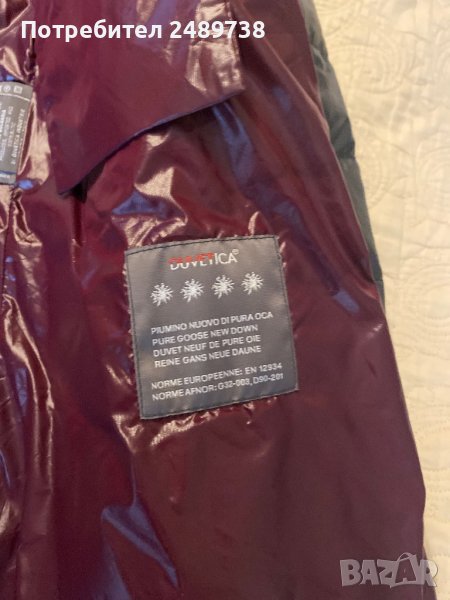 Потребител 2489738
DUVETICA®
PIUMINO NUOVO DI PURA OCA
PURE GOOSE NEW DOWN
DUVET NEUF DE PURE OIE
REINE GANS NEUE DAUNE
NORME EUROPEENNE: EN 12934
NORME AFNOR: G32-003, D90-201
BAZAR